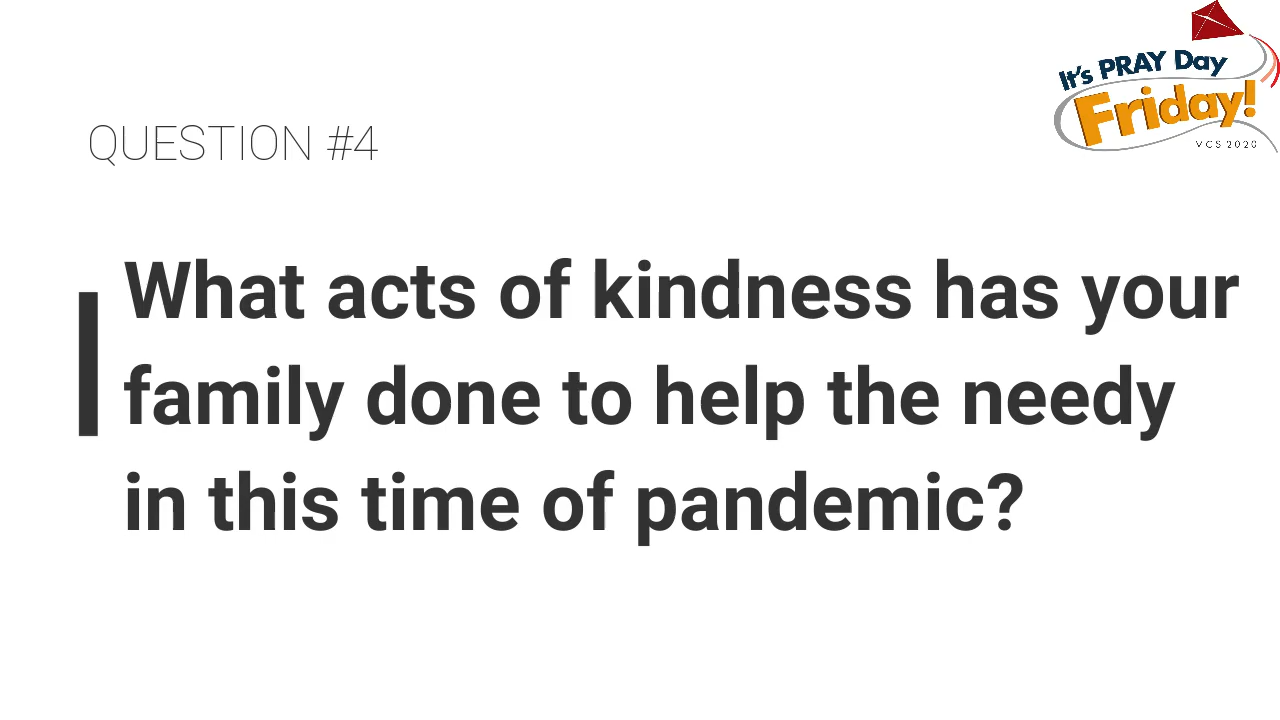 It's PRAY Day
Friday!
VCS 2020
QUESTION #4
What acts of kindness has your
family done to help the needy
in this time of pandemic?